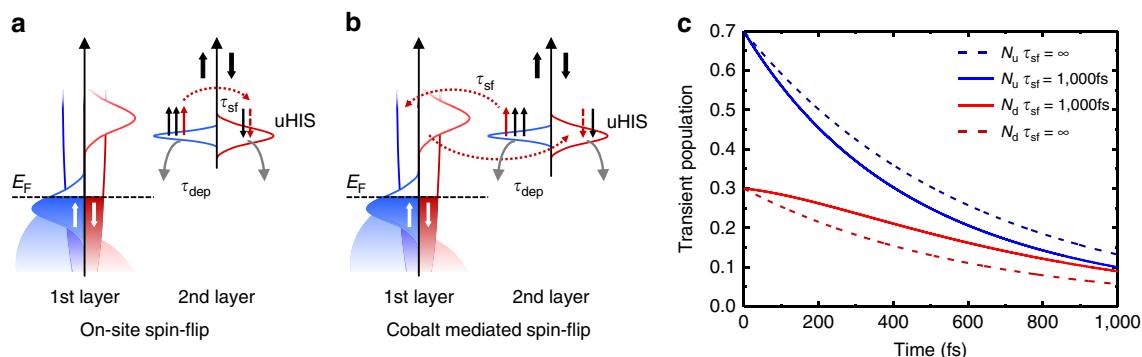 a
τsf
uHIS
EF
τdep
1st layer 2nd layer
On-site spin-flip
b
τsf
uHIS
EF
τdep
1st layer 2nd layer
Cobalt mediated spin-flip
c
Transient population
0.7
0.6
0.5
0.4
0.3
0.2
0.1
0.0
Nu τsf = ∞
Nu τsf = 1,000fs
Nd τsf = 1,000fs
Nd τsf = ∞
0 200 400 600 800 1,000
Time (fs)